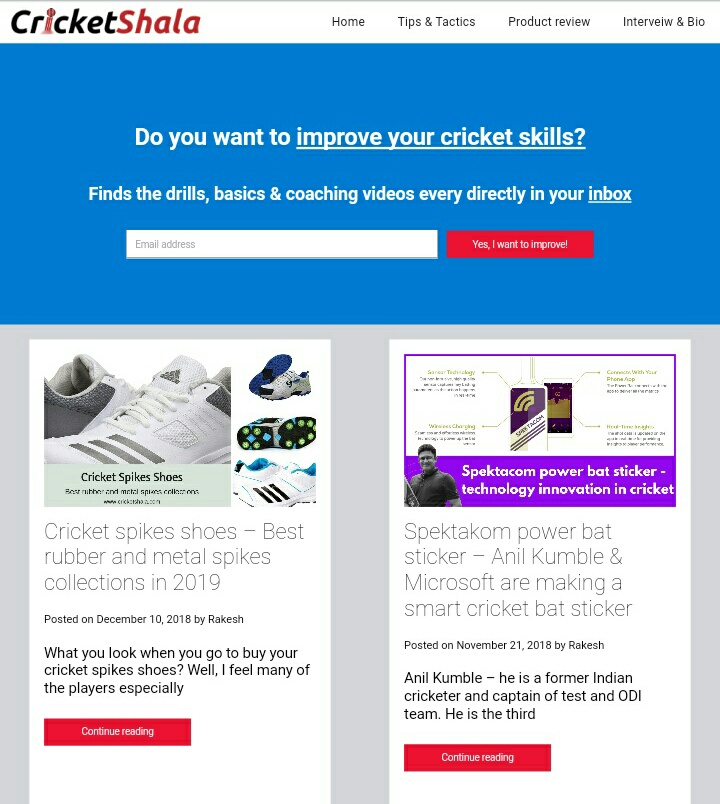 CricketShala
Home Tips & Tactics Product review Interveiw & Bio
Do you want to improve your cricket skills?
Finds the drills, basics & coaching videos every directly in your inbox
Email address
Yes, I want to improve!
Cricket Spikes Shoes
Best rubber and metal spikes collections
www.cricketshala.com
Cricket spikes shoes – Best
rubber and metal spikes
collections in 2019
Posted on December 10, 2018 by Rakesh
What you look when you go to buy your
cricket spikes shoes? Well, I feel many of
the players especially
Continue reading
Sensor Technology
Connects With Your
Phone App
Wireless Charging
Real-Time Insights
SPEKTACOM
Spektacom power bat sticker -
technology innovation in cricket
Spektakom power bat
sticker – Anil Kumble &
Microsoft are making a
smart cricket bat sticker
Posted on November 21, 2018 by Rakesh
Anil Kumble – he is a former Indian
cricketer and captain of test and ODI
team. He is the third
Continue reading